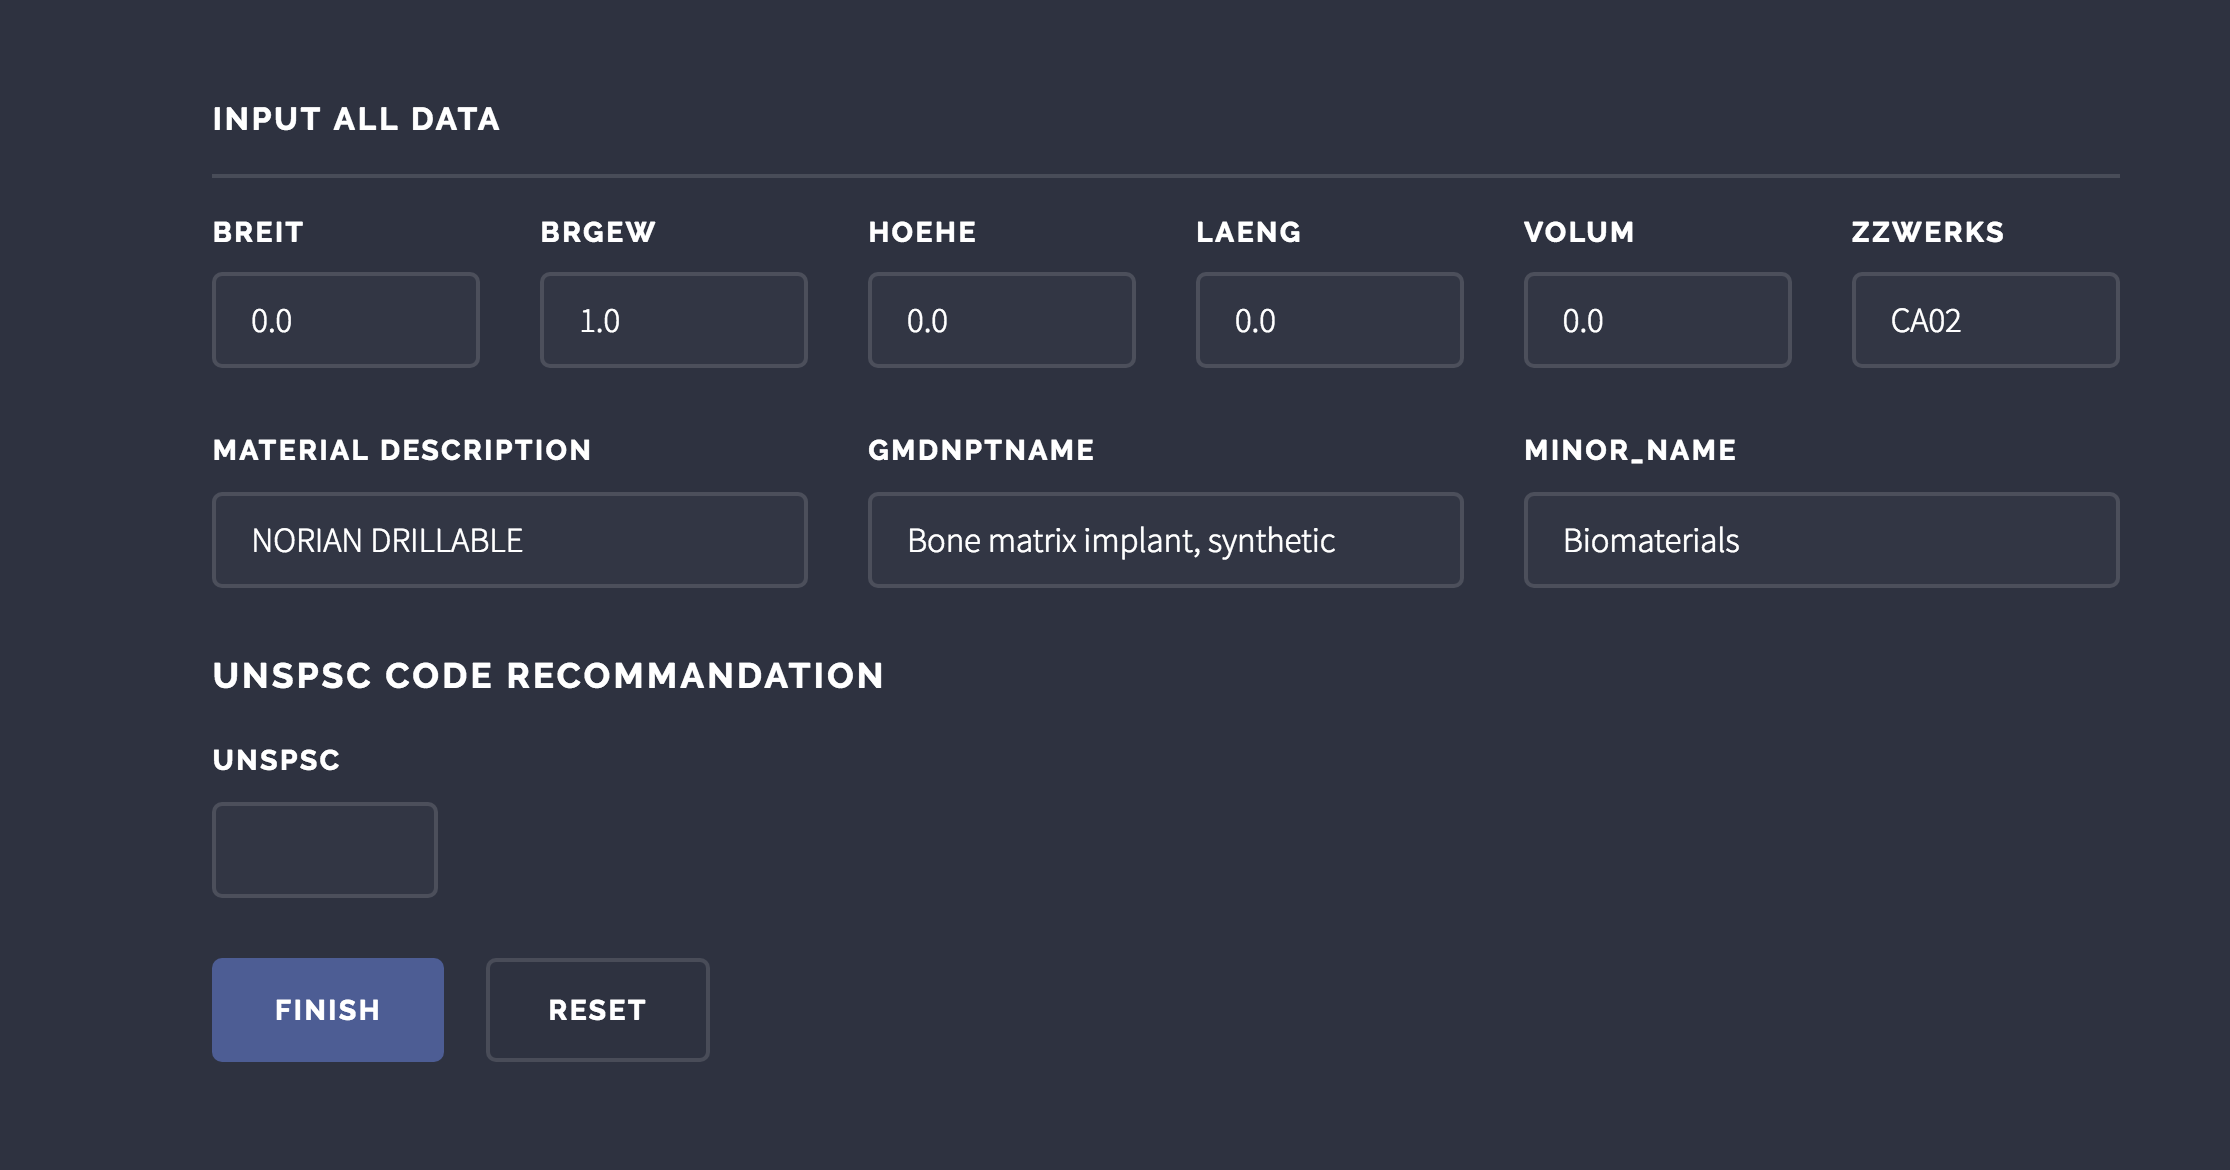 INPUT ALL DATA
BREIT BRGEW HOEHE LAENG VOLUM ZZWERKS
0.0 1.0 0.0 0.0 0.0 CA02
MATERIAL DESCRIPTION GMDNPTNAME MINOR_NAME
NORIAN DRILLABLE Bone matrix implant, synthetic Biomaterials
UNSPSC CODE RECOMMANDATION
UNSPSC
FINISH RESET